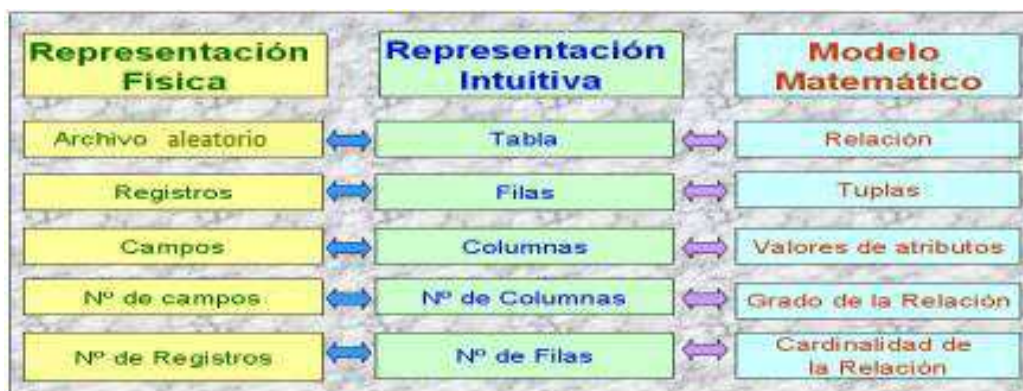 Representación
Física
Representación
Intuitiva
Modelo
Matemático
Archivo aleatorio
Tabla
Relación
Registros
Filas
Tuplas
Campos
Columnas
Valores de atributos
Nº de campos
Nº de Columnas
Grado de la Relación
Nº de Registros
Nº de Filas
Cardinalidad de
la Relación